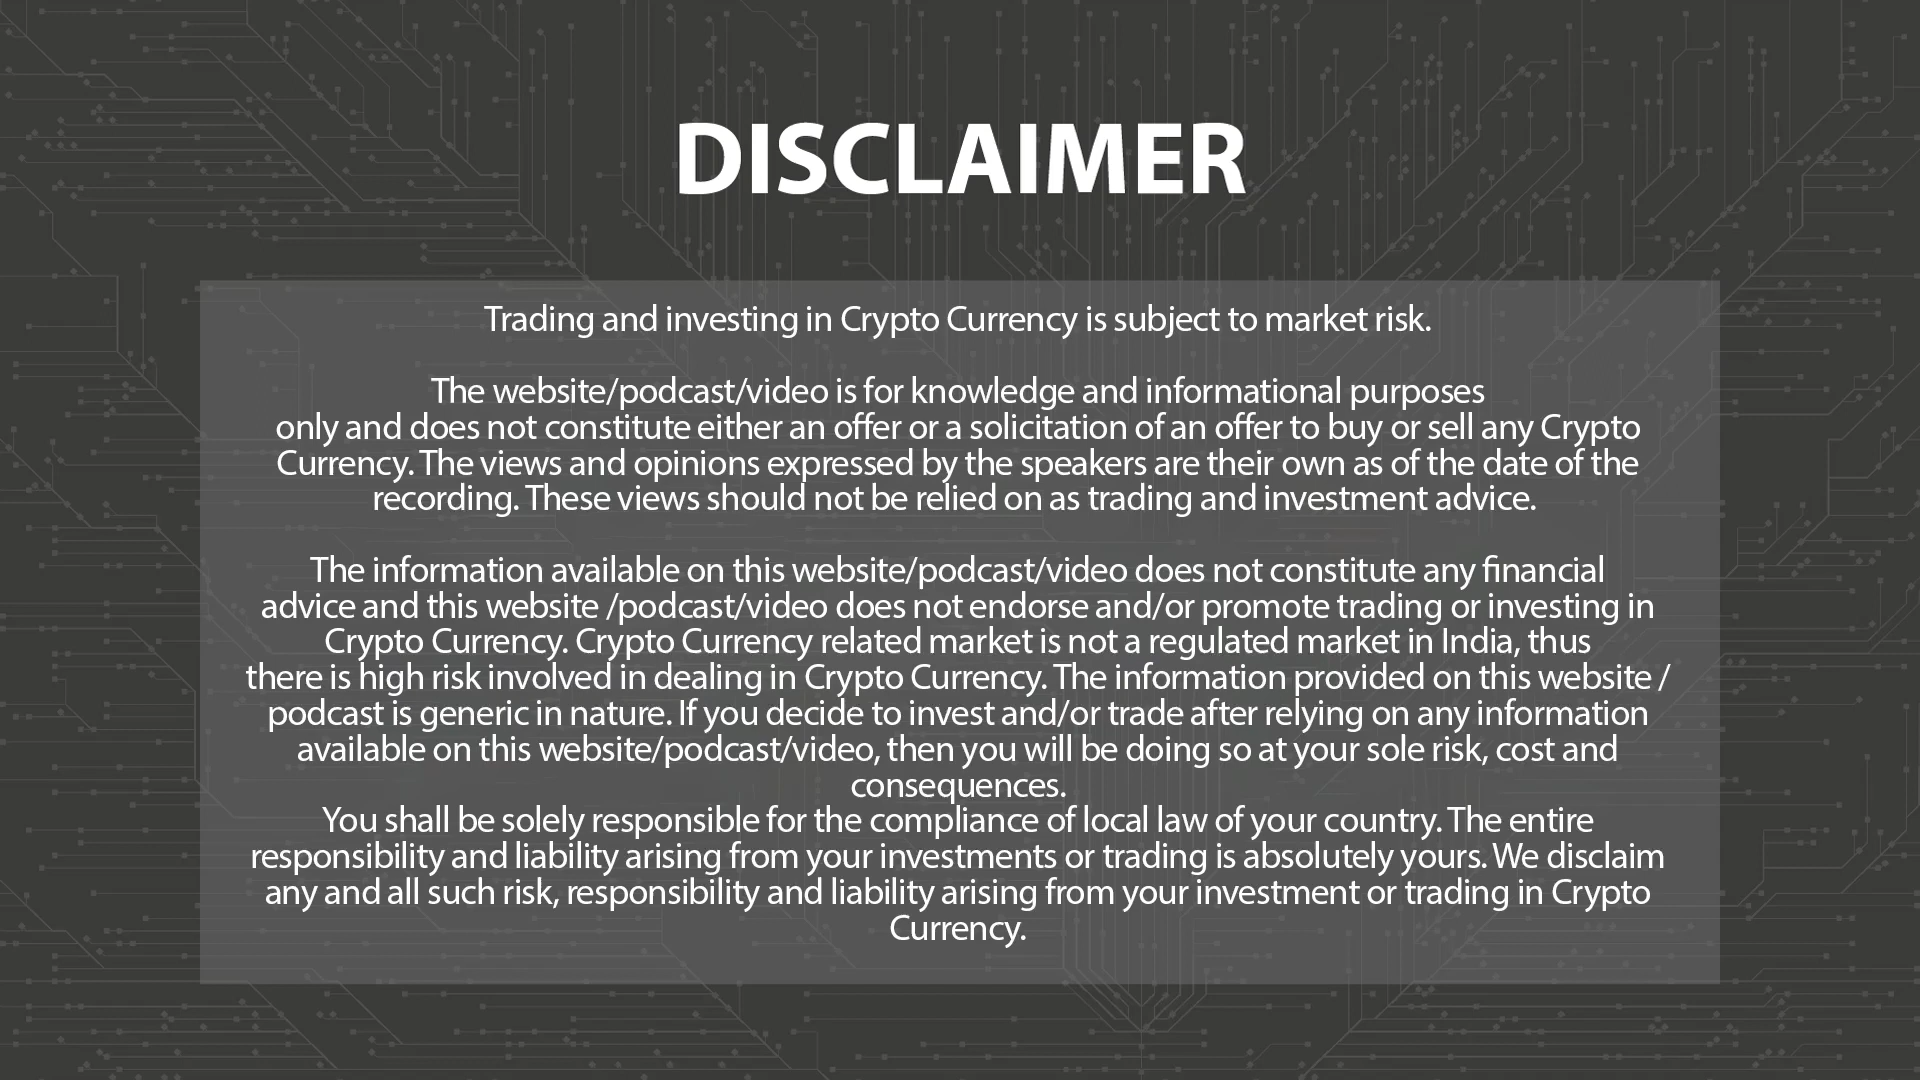 DISCLAIMER
Trading and investing in Crypto Currency is subject to market risk.
The website/podcast/video is for knowledge and informational purposes
only and does not constitute either an offer or a solicitation of an offer to buy or sell any Crypto
Currency. The views and opinions expressed by the speakers are their own as of the date of the
recording. These views should not be relied on as trading and investment advice.
The information available on this website/podcast/video does not constitute any financial
advice and this website /podcast/video does not endorse and/or promote trading or investing in
Crypto Currency. Crypto Currency related market is not a regulated market in India, thus
there is high risk involved in dealing in Crypto Currency. The information provided on this website /
podcast is generic in nature. If you decide to invest and/or trade after relying on any information
available on this website/podcast/video, then you will be doing so at your sole risk, cost and
consequences.
You shall be solely responsible for the compliance of local law of your country. The entire
responsibility and liability arising from your investments or trading is absolutely yours. We disclaim
any and all such risk, responsibility and liability arising from your investment or trading in Crypto
Currency.